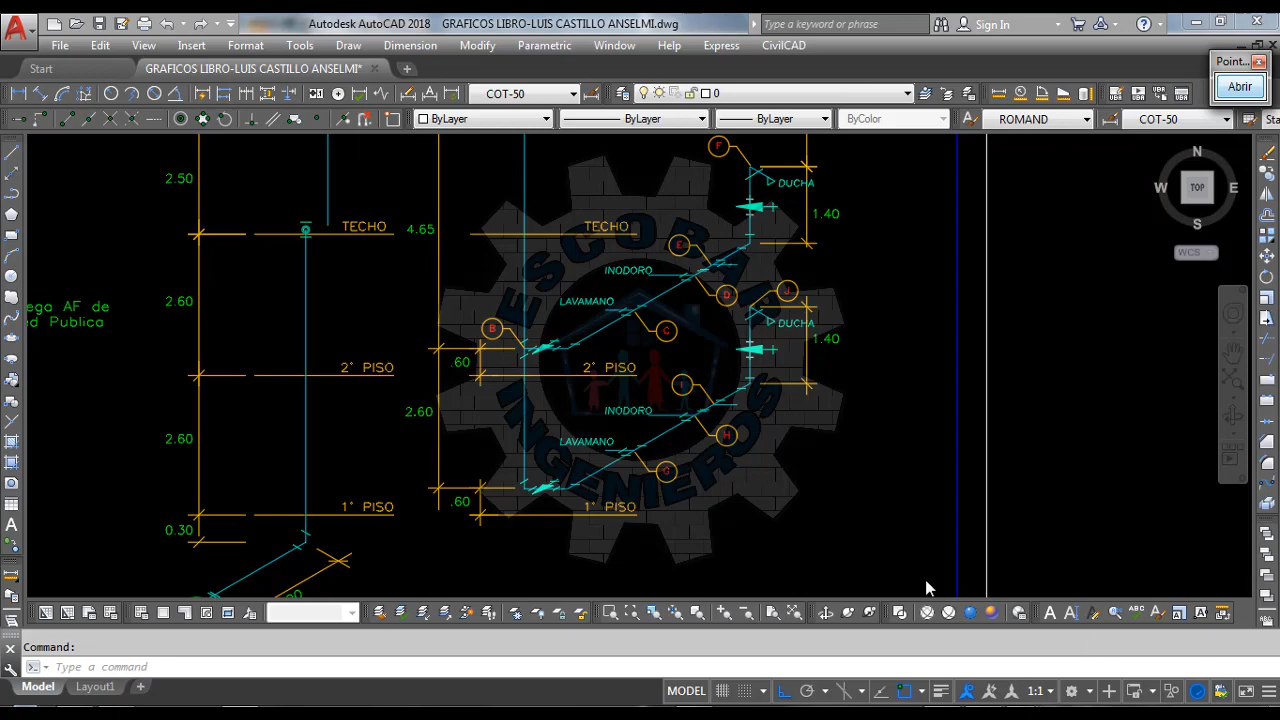 Autodesk AutoCAD 2018 GRAFICOS LIBRO-LUIS CASTILLO ANSELMI.dwg
Type a keyword or phrase
Sign In
File Edit View Insert Format Tools Draw Dimension Modify Parametric Window Help Express CivilCAD
Point...
Abrir
Start
GRAFICOS LIBRO-LUIS CASTILLO ANSELMI*
COT-50
0
ByLayer
ByLayer
ByLayer
ByColor
ROMAND
COT-50
Sta
F
N
W
TOP
E
S
WCS
2.50
DUCHA
1.40
TECHO
4.65
TECHO
ESCOBAR
E
INODORO
D
J
LAVAMANO
2.60
ega AF de
d Publica
B
C
DUCHA
1.40
.60
2° PISO
2° PISO
I
2.60
INODORO
2.60
LAVAMANO
H
G
INGENIEROS
.60
1° PISO
1° PISO
0.30
Command:
Type a command
Model
Layout1
MODEL
1:1